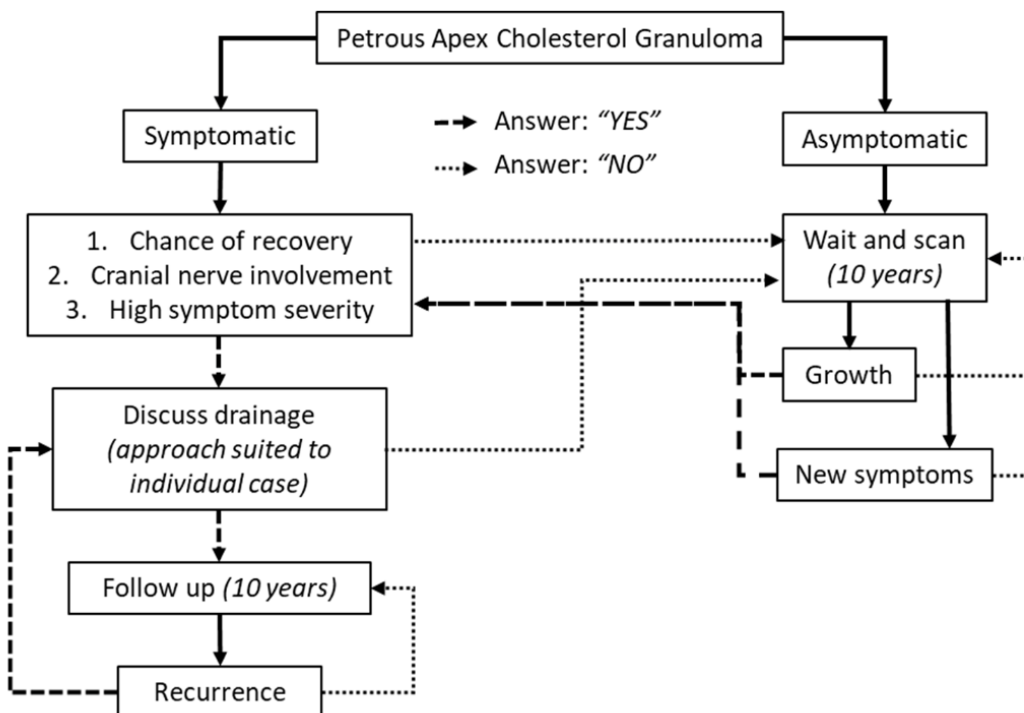 Petrous Apex Cholesterol Granuloma
Symptomatic
Answer: “YES”
Answer: “NO”
Asymptomatic
1. Chance of recovery
2. Cranial nerve involvement
3. High symptom severity
Wait and scan
(10 years)
Growth
Discuss drainage
(approach suited to
individual case)
New symptoms
Follow up (10 years)
Recurrence